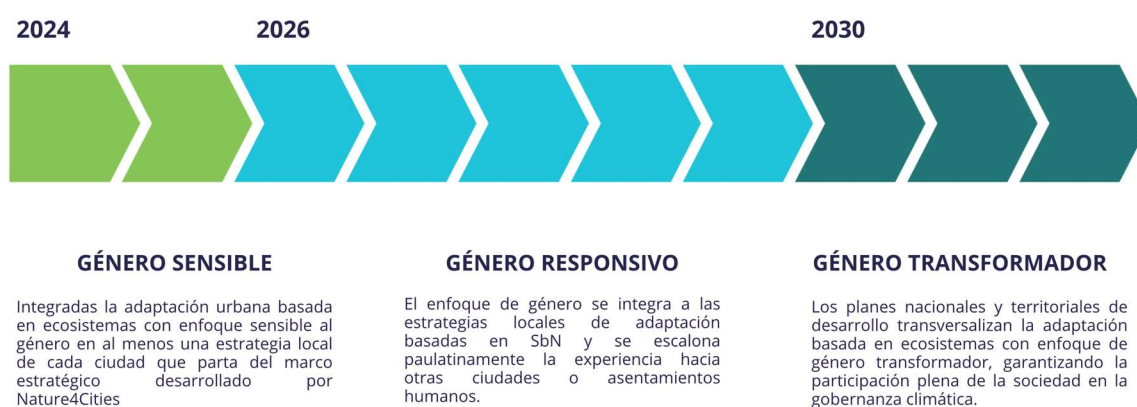 2024
2026
2030
GÉNERO SENSIBLE
Integradas la adaptación urbana basada
en ecosistemas con enfoque sensible al
género en al menos una estrategia local
de cada ciudad que parta del marco
estratégico desarrollado por
Nature4Cities
GÉNERO RESPONSIVO
El enfoque de género se integra a las
estrategias locales de adaptación
basadas en SbN y se escalona
paulatinamente la experiencia hacia
otras ciudades o asentamientos
humanos.
GÉNERO TRANSFORMADOR
Los planes nacionales y territoriales de
desarrollo transversalizan la adaptación
basada en ecosistemas con enfoque de
género transformador, garantizando la
participación plena de la sociedad en la
gobernanza climática.